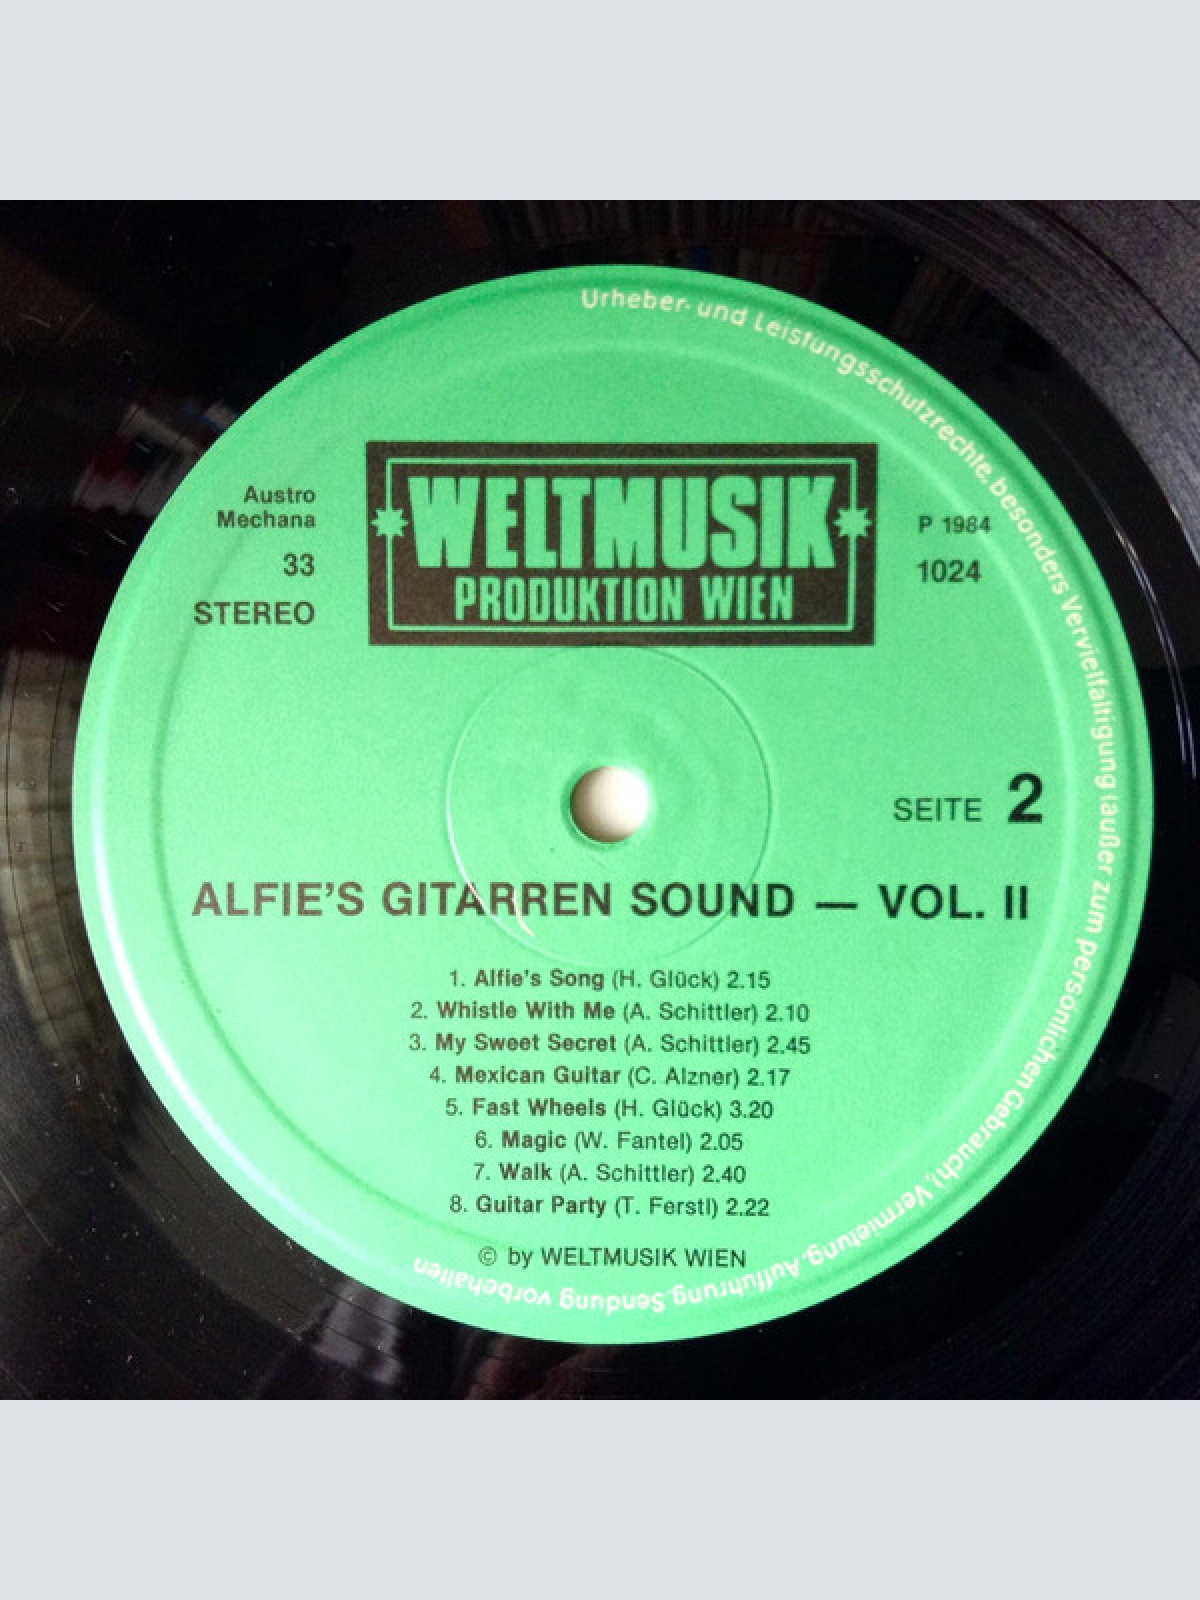 Urheber- und Leistungsschutzrechte, besonders Vervielfältigung (außer zum persönlichen Gebrauch), Vermietung, Aufführung, Sendung vorbehalten
WELTMUSIK
PRODUKTION WIEN
Austro
Mechana
33
STEREO
P 1984
1024
SEITE 2
ALFIE'S GITARREN SOUND — VOL. II
1. Alfie's Song (H. Glück) 2.15
2. Whistle With Me (A. Schittler) 2.10
3. My Sweet Secret (A. Schittler) 2.45
4. Mexican Guitar (C. Alzner) 2.17
5. Fast Wheels (H. Glück) 3.20
6. Magic (W. Fantel) 2.05
7. Walk (A. Schittler) 2.40
8. Guitar Party (T. Ferstl) 2.22
© by WELTMUSIK WIEN